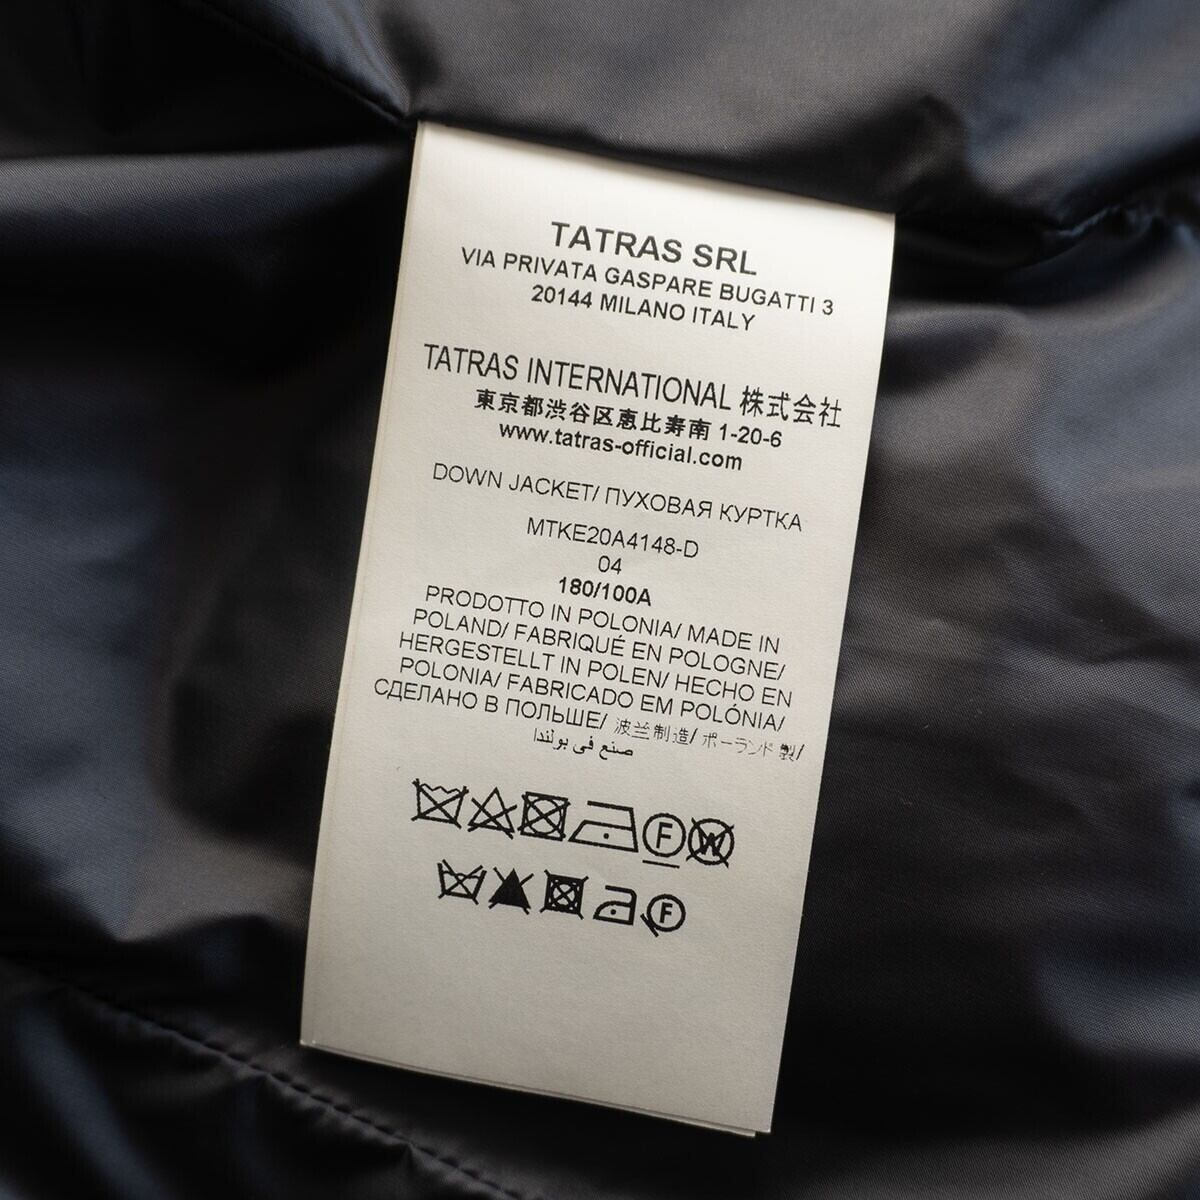 TATRAS SRL
VIA PRIVATA GASPARE BUGATTI 3
20144 MILANO ITALY
TATRAS INTERNATIONAL 株式会社
東京都渋谷区恵比寿南 1-20-6
www.tatras-official.com
DOWN JACKET/ ПУХОВАЯ КУРТКА
MTKE20A4148-D
04
180/100A
PRODOTTO IN POLONIA/ MADE IN
POLAND/ FABRIQUÉ EN POLOGNE/
HERGESTELLT IN POLEN/ HECHO EN
POLONIA/ FABRICADO EM POLÓNIA/
СДЕЛАНО В ПОЛЬШЕ/ 波兰制造/ ポーランド製/
صنع في بولندا
F W
F